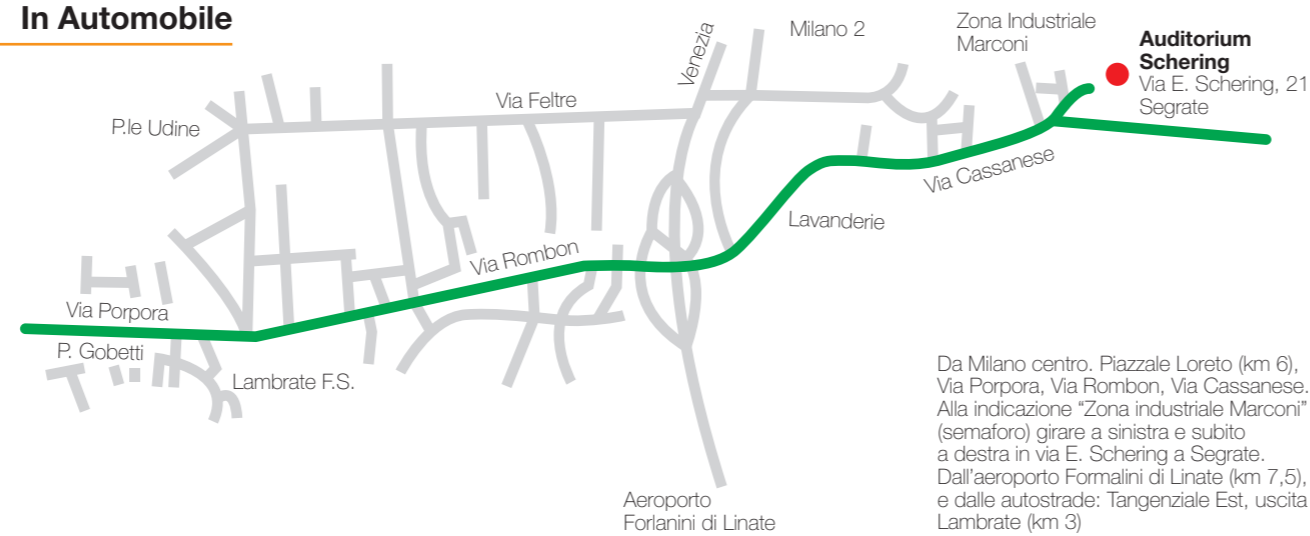 In Automobile
Venezia
Milano 2
Zona Industriale
Marconi
Auditorium
Schering
Via E. Schering, 21
Segrate
Via Feltre
P.le Udine
Via Cassanese
Lavanderie
Via Rombon
Via Porpora
P. Gobetti
Lambrate F.S.
Da Milano centro. Piazzale Loreto (km 6),
Via Porpora, Via Rombon, Via Cassanese.
Alla indicazione “Zona industriale Marconi”
(semaforo) girare a sinistra e subito
a destra in via E. Schering a Segrate.
Dall’aeroporto Formalini di Linate (km 7,5),
e dalle autostrade: Tangenziale Est, uscita
Lambrate (km 3)
Aeroporto
Forlanini di Linate